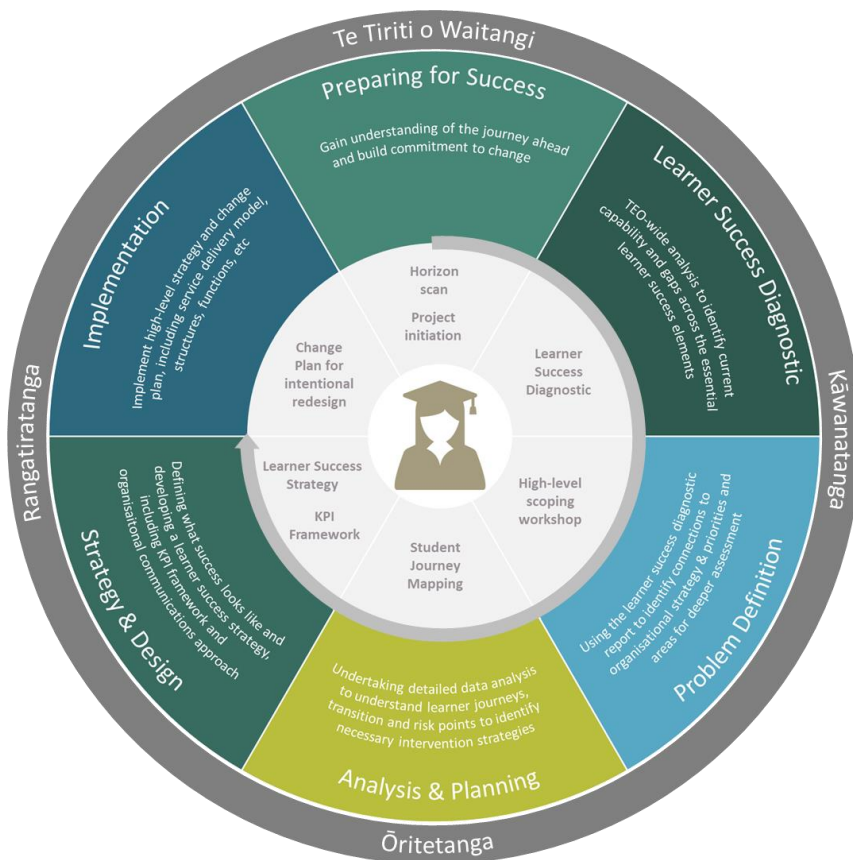 Te Tiriti o Waitangi
Preparing for Success
Gain understanding of the journey ahead
and build commitment to change
Learner Success Diagnostic
TEO-wide analysis to identify current
capability and gaps across the essential
learner success elements
Kāwanatanga
Problem Definition
Using the learner success diagnostic
report to identify connections to
organisational strategy & priorities and
areas for deeper assessment
Analysis & Planning
Undertaking detailed data analysis
to understand learner journeys,
transition and risk points to identify
necessary intervention strategies
Ōritetanga
Strategy & Design
Defining what success looks like and
developing a learner success strategy,
including KPI framework and
organisaitonal communications approach
Rangatiratanga
Implementation
Implement high-level strategy and change
plan, including service delivery model,
structures, functions, etc
Horizon
scan
Project
initiation
Learner
Success
Diagnostic
High-level
scoping
workshop
Student
Journey
Mapping
Learner Success
Strategy
KPI
Framework
Change
Plan for
intentional
redesign